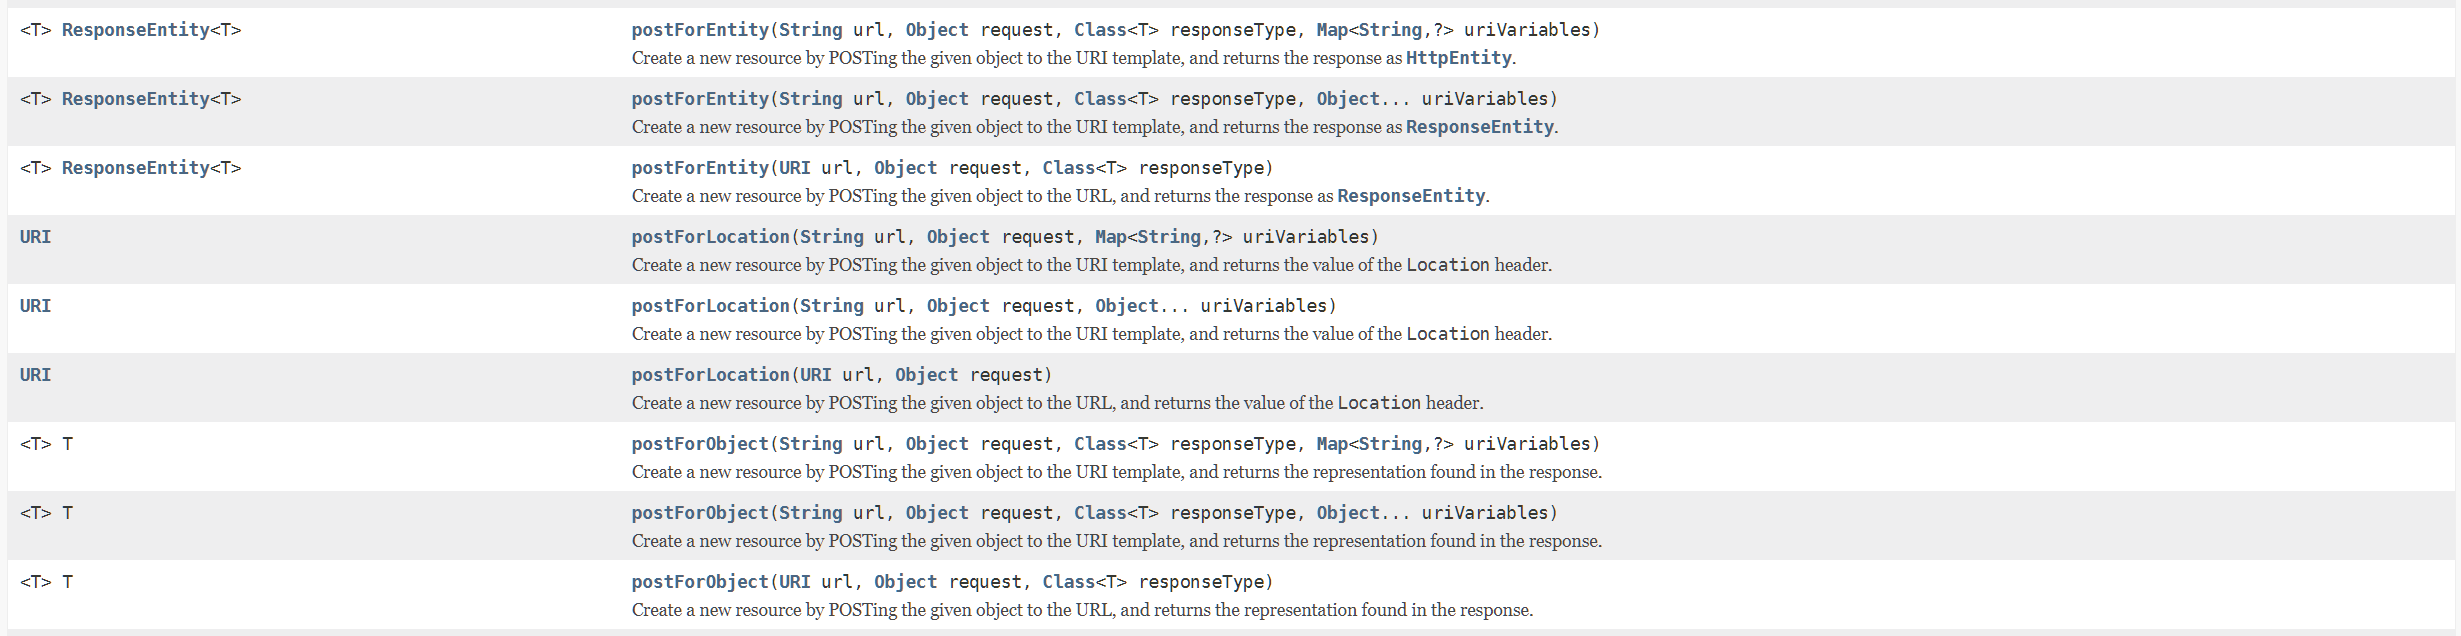 <T> ResponseEntity<T> postForEntity(String url, Object request, Class<T> responseType, Map<String,?> uriVariables)
Create a new resource by POSTing the given object to the URI template, and returns the response as HttpEntity.
<T> ResponseEntity<T> postForEntity(String url, Object request, Class<T> responseType, Object... uriVariables)
Create a new resource by POSTing the given object to the URI template, and returns the response as ResponseEntity.
<T> ResponseEntity<T> postForEntity(URI url, Object request, Class<T> responseType)
Create a new resource by POSTing the given object to the URL, and returns the response as ResponseEntity.
URI postForLocation(String url, Object request, Map<String,?> uriVariables)
Create a new resource by POSTing the given object to the URI template, and returns the value of the Location header.
URI postForLocation(String url, Object request, Object... uriVariables)
Create a new resource by POSTing the given object to the URI template, and returns the value of the Location header.
URI postForLocation(URI url, Object request)
Create a new resource by POSTing the given object to the URL, and returns the value of the Location header.
<T> T postForObject(String url, Object request, Class<T> responseType, Map<String,?> uriVariables)
Create a new resource by POSTing the given object to the URI template, and returns the representation found in the response.
<T> T postForObject(String url, Object request, Class<T> responseType, Object... uriVariables)
Create a new resource by POSTing the given object to the URI template, and returns the representation found in the response.
<T> T postForObject(URI url, Object request, Class<T> responseType)
Create a new resource by POSTing the given object to the URL, and returns the representation found in the response.